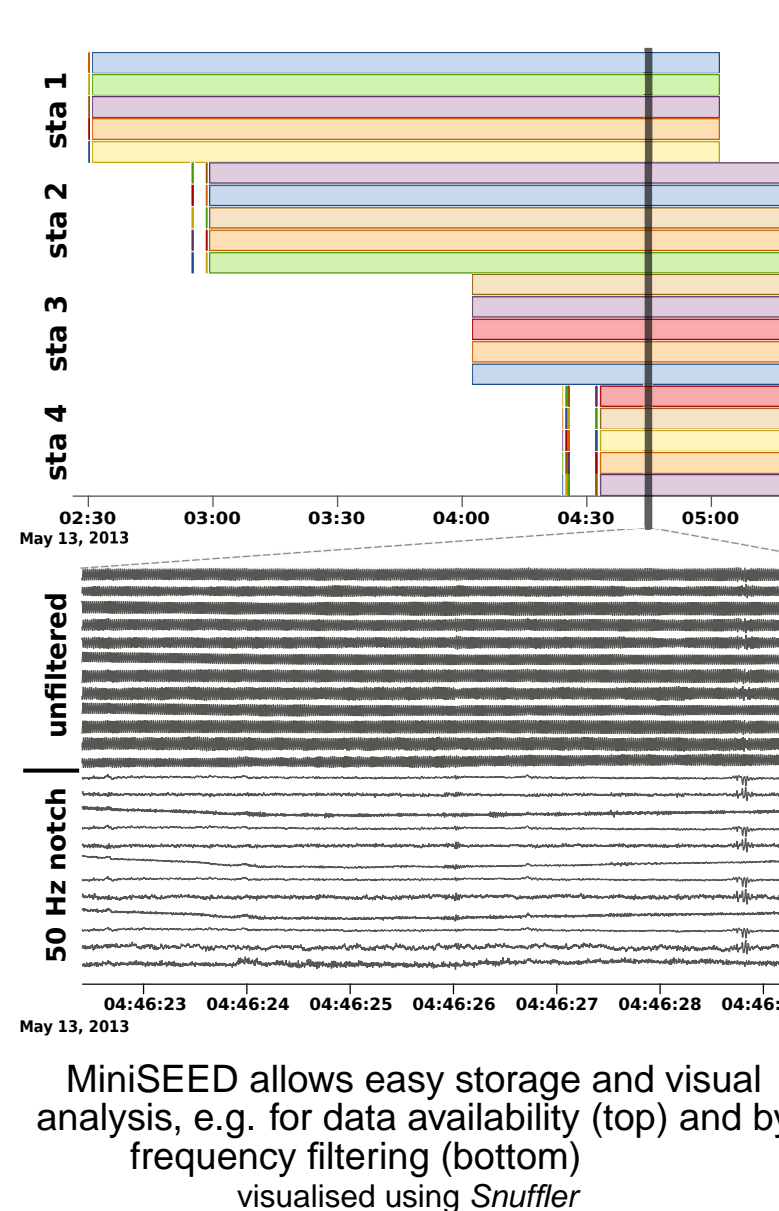 sta 1
sta 2
sta 3
sta 4
02:30 03:00 03:30 04:00 04:30 05:00
May 13, 2013
unfiltered
50 Hz notch
04:46:23 04:46:24 04:46:25 04:46:26 04:46:27 04:46:28 04:46:
May 13, 2013
MiniSEED allows easy storage and visual
analysis, e.g. for data availability (top) and by
frequency filtering (bottom)
visualised using Snuffler